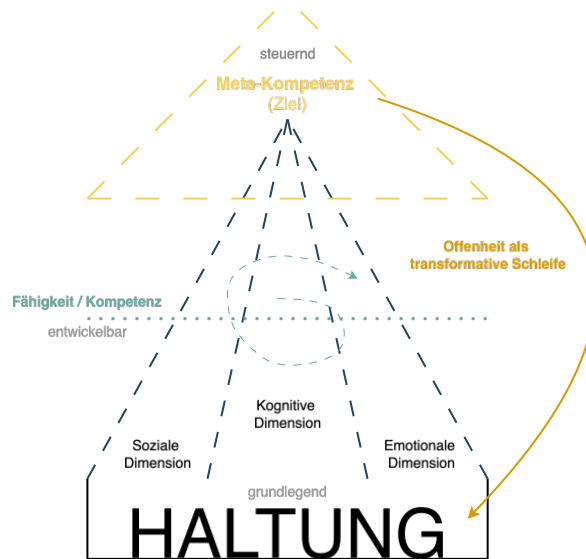 steuernd
Meta-Kompetenz
(Ziel)
Offenheit als
transformative Schleife
Fähigkeit / Kompetenz
entwickelbar
Kognitive
Dimension
Soziale
Dimension
Emotionale
Dimension
grundlegend
HALTUNG